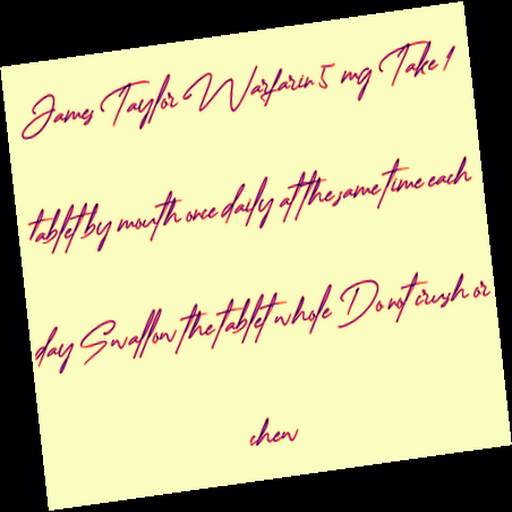 James Taylor Warfarin 5 mg Take 1
tablet by mouth once daily at the same time each
day Swallow the tablet whole Do not crush or
chew